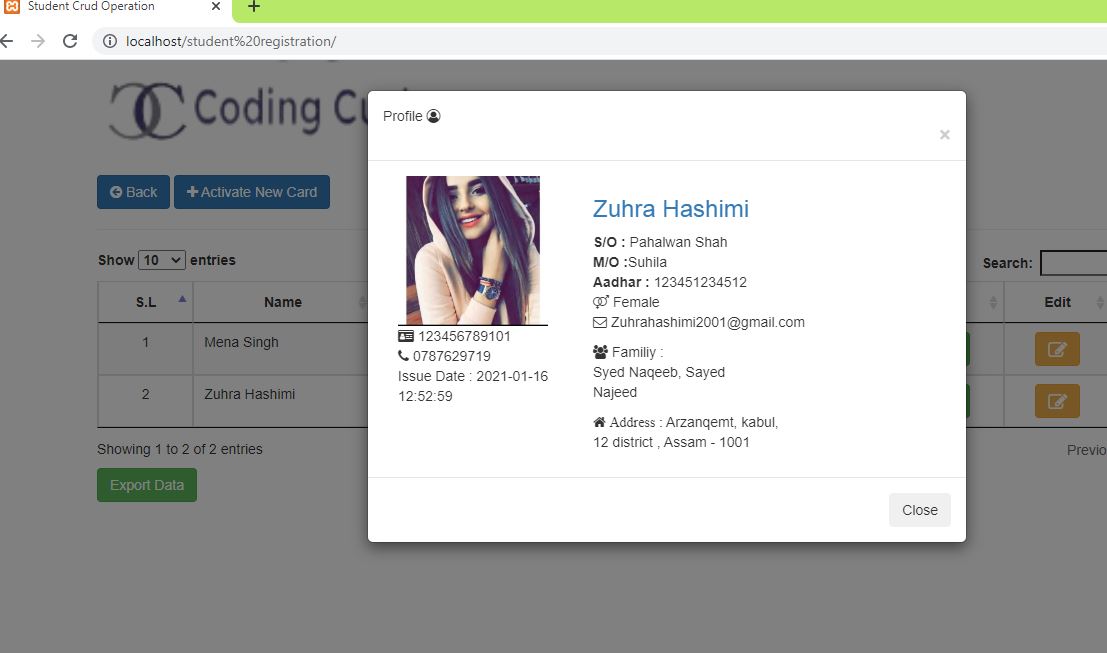 Student Crud Operation
localhost/student%20registration/
Coding Cu
Profile
×
Back
Activate New Card
Show 10 entries
Search:
S.L
Name
Edit
1
Mena Singh
2
Zuhra Hashimi
Showing 1 to 2 of 2 entries
Previo
Export Data
123456789101
0787629719
Issue Date : 2021-01-16
12:52:59
Zuhra Hashimi
S/O : Pahalwan Shah
M/O :Suhila
Aadhar : 123451234512
Female
Zuhrahashimi2001@gmail.com
Familiy :
Syed Naqeeb, Sayed
Najeed
Address : Arzanqemt, kabul,
12 district , Assam - 1001
Close